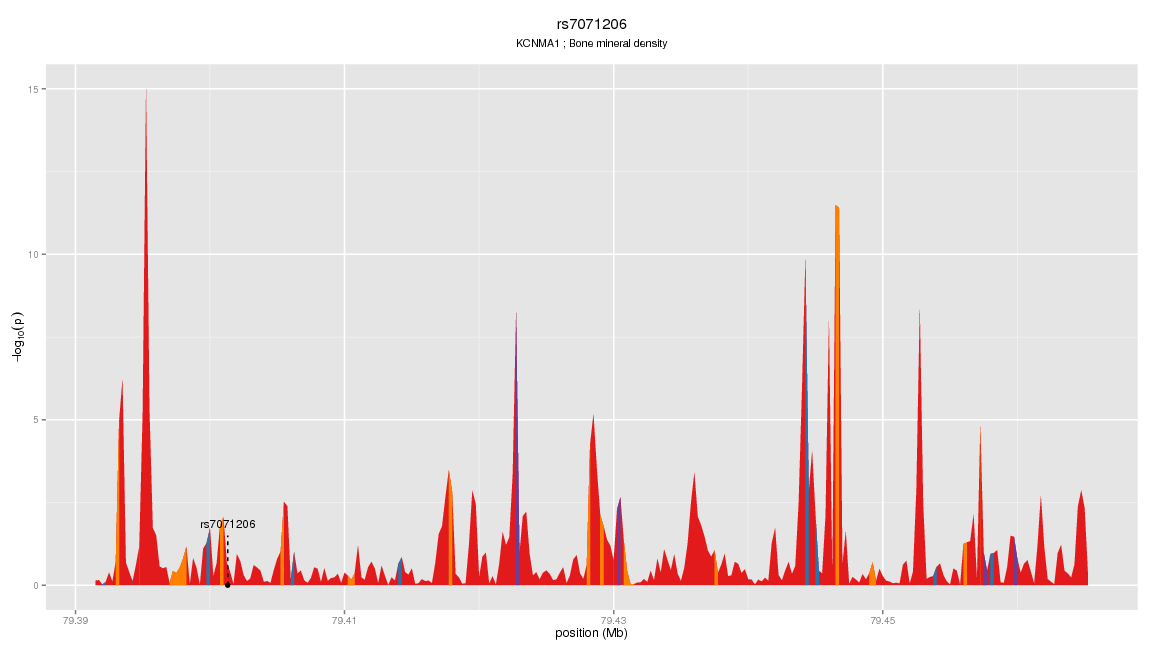 rs7071206
KCNMA1 ; Bone mineral density
15
10
5
0
−log10(p)
rs7071206
79.39
79.41
79.43
79.45
position (Mb)